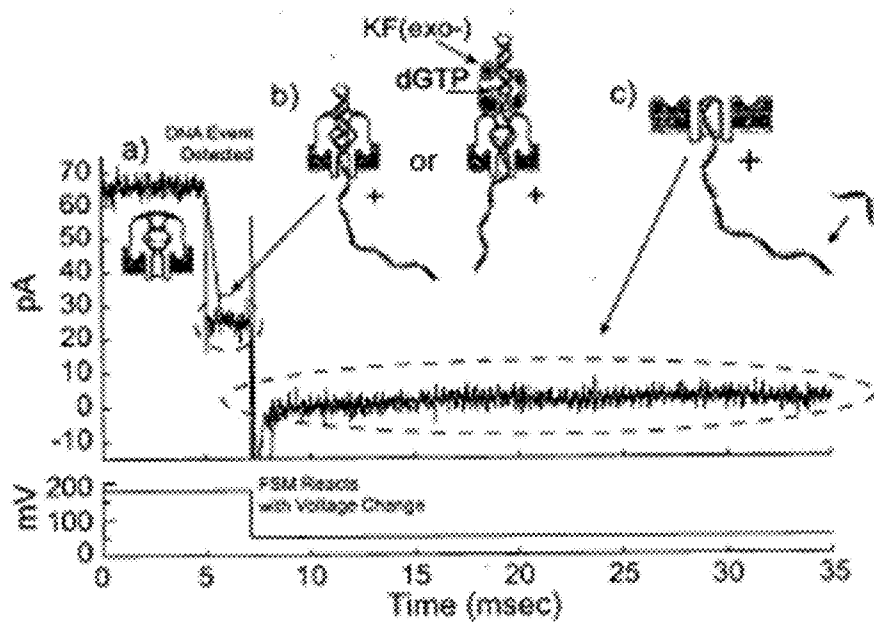 KF(exo-)
dGTP
b)
c)
a)
DNA Event
Detected
or
+
+
+
70
60
50
40
30
20
10
0
-10
pA
200
100
0
mV
FSM Reacts
with Voltage Change
0
5
10
15
20
25
30
35
Time (msec)